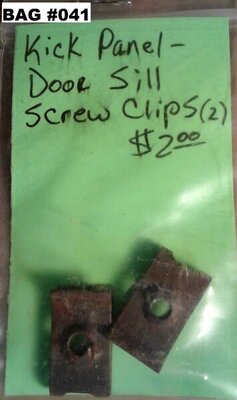 BAG #041
Kick Panel-
Door Sill
Screw Clips(2)
$2.00